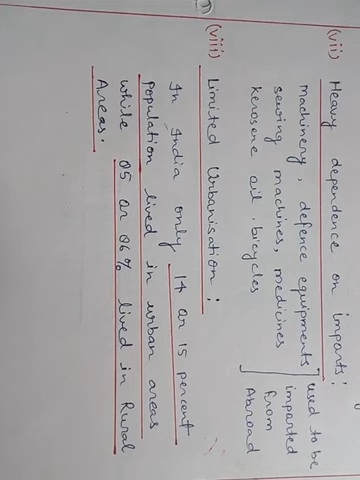 (vii) Heavy dependence on imports:
machinery, defence equipments
sewing machines, medicines
Kerosene oil. bicycles
used to be
imparted
from
Abroad
(viii) Limited Urbanisation:
In India only 14 or 15 percent
population lived in urban areas
while 85 or 86% lived in Rural
Areas.